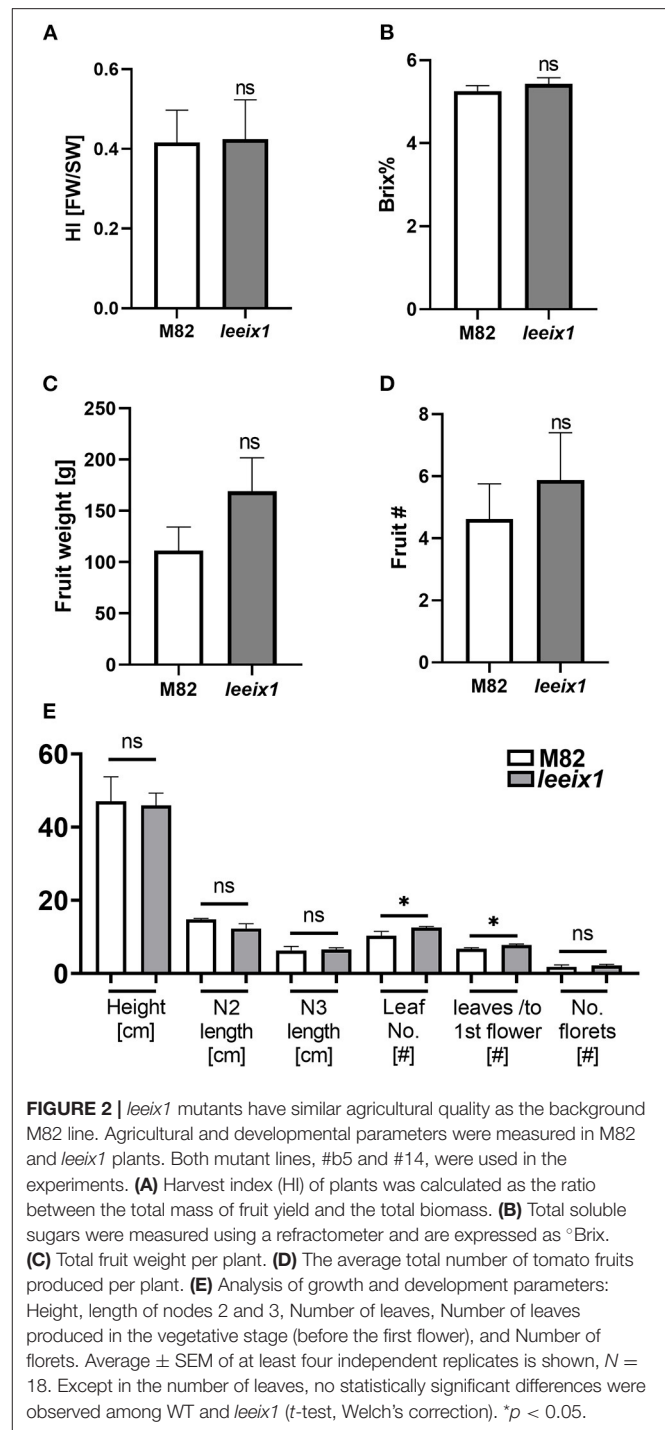 A
HI [FW/SW]
0.6
0.4
0.2
0.0
ns
M82
leeix1
B
Brix%
6
4
2
0
ns
M82
leeix1
C
Fruit weight [g]
250
200
150
100
50
0
ns
M82
leeix1
D
Fruit #
8
6
4
2
0
ns
M82
leeix1
E
60
40
20
0
ns
ns
ns
*
*
ns
M82
leeix1
Height
[cm]
N2
length
[cm]
N3
length
[cm]
Leaf
No.
[#]
leaves /to
1st flower
[#]
No.
florets
[#]
FIGURE 2 | leeix1 mutants have similar agricultural quality as the background
M82 line. Agricultural and developmental parameters were measured in M82
and leeix1 plants. Both mutant lines, #b5 and #14, were used in the
experiments. (A) Harvest index (HI) of plants was calculated as the ratio
between the total mass of fruit yield and the total biomass. (B) Total soluble
sugars were measured using a refractometer and are expressed as °Brix.
(C) Total fruit weight per plant. (D) The average total number of tomato fruits
produced per plant. (E) Analysis of growth and development parameters:
Height, length of nodes 2 and 3, Number of leaves, Number of leaves
produced in the vegetative stage (before the first flower), and Number of
florets. Average ± SEM of at least four independent replicates is shown, N =
18. Except in the number of leaves, no statistically significant differences were
observed among WT and leeix1 (t-test, Welch's correction). *p < 0.05.